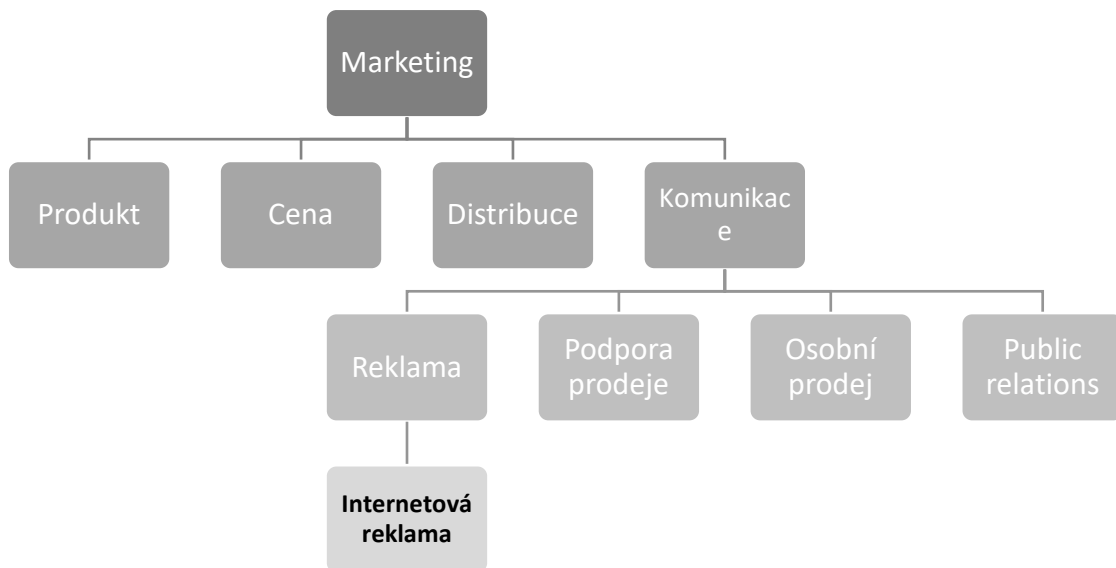 Marketing
Produkt
Cena
Distribuce
Komunikac
e
Reklama
Podpora
prodeje
Osobní
prodej
Public
relations
Internetová
reklama